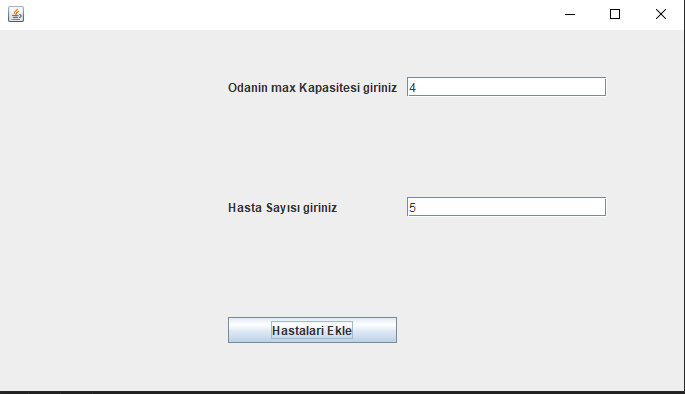 Odanin max Kapasitesi giriniz 4
Hasta Sayısı giriniz 5
Hastalari Ekle